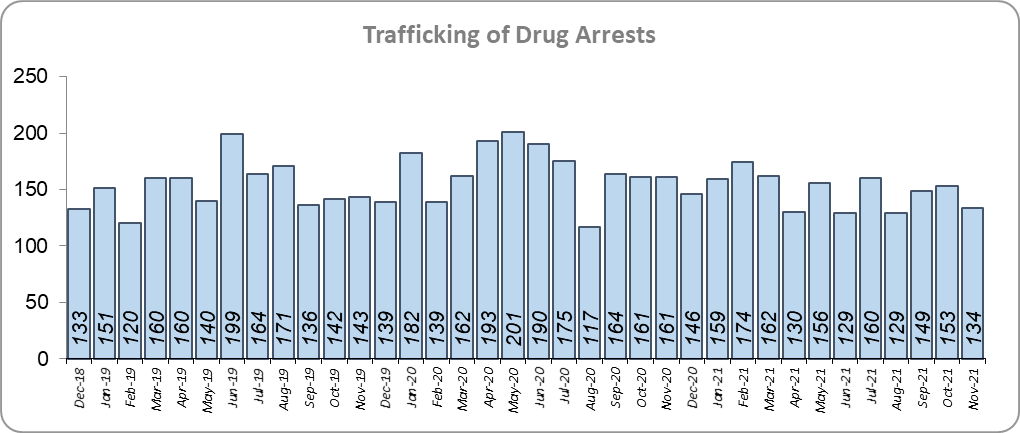 Trafficking of Drug Arrests
250
200
150
100
50
0
133 151 120 160 160 140 199 164 171 136 142 143 139 182 139 162 193 201 190 175 117 164 161 161 146 159 174 162 130 156 129 160 129 149 153 134
Dec-18 Jan-19 Feb-19 Mar-19 Apr-19 May-19 Jun-19 Jul-19 Aug-19 Sep-19 Oct-19 Nov-19 Dec-19 Jan-20 Feb-20 Mar-20 Apr-20 May-20 Jun-20 Jul-20 Aug-20 Sep-20 Oct-20 Nov-20 Dec-20 Jan-21 Feb-21 Mar-21 Apr-21 May-21 Jun-21 Jul-21 Aug-21 Sep-21 Oct-21 Nov-21